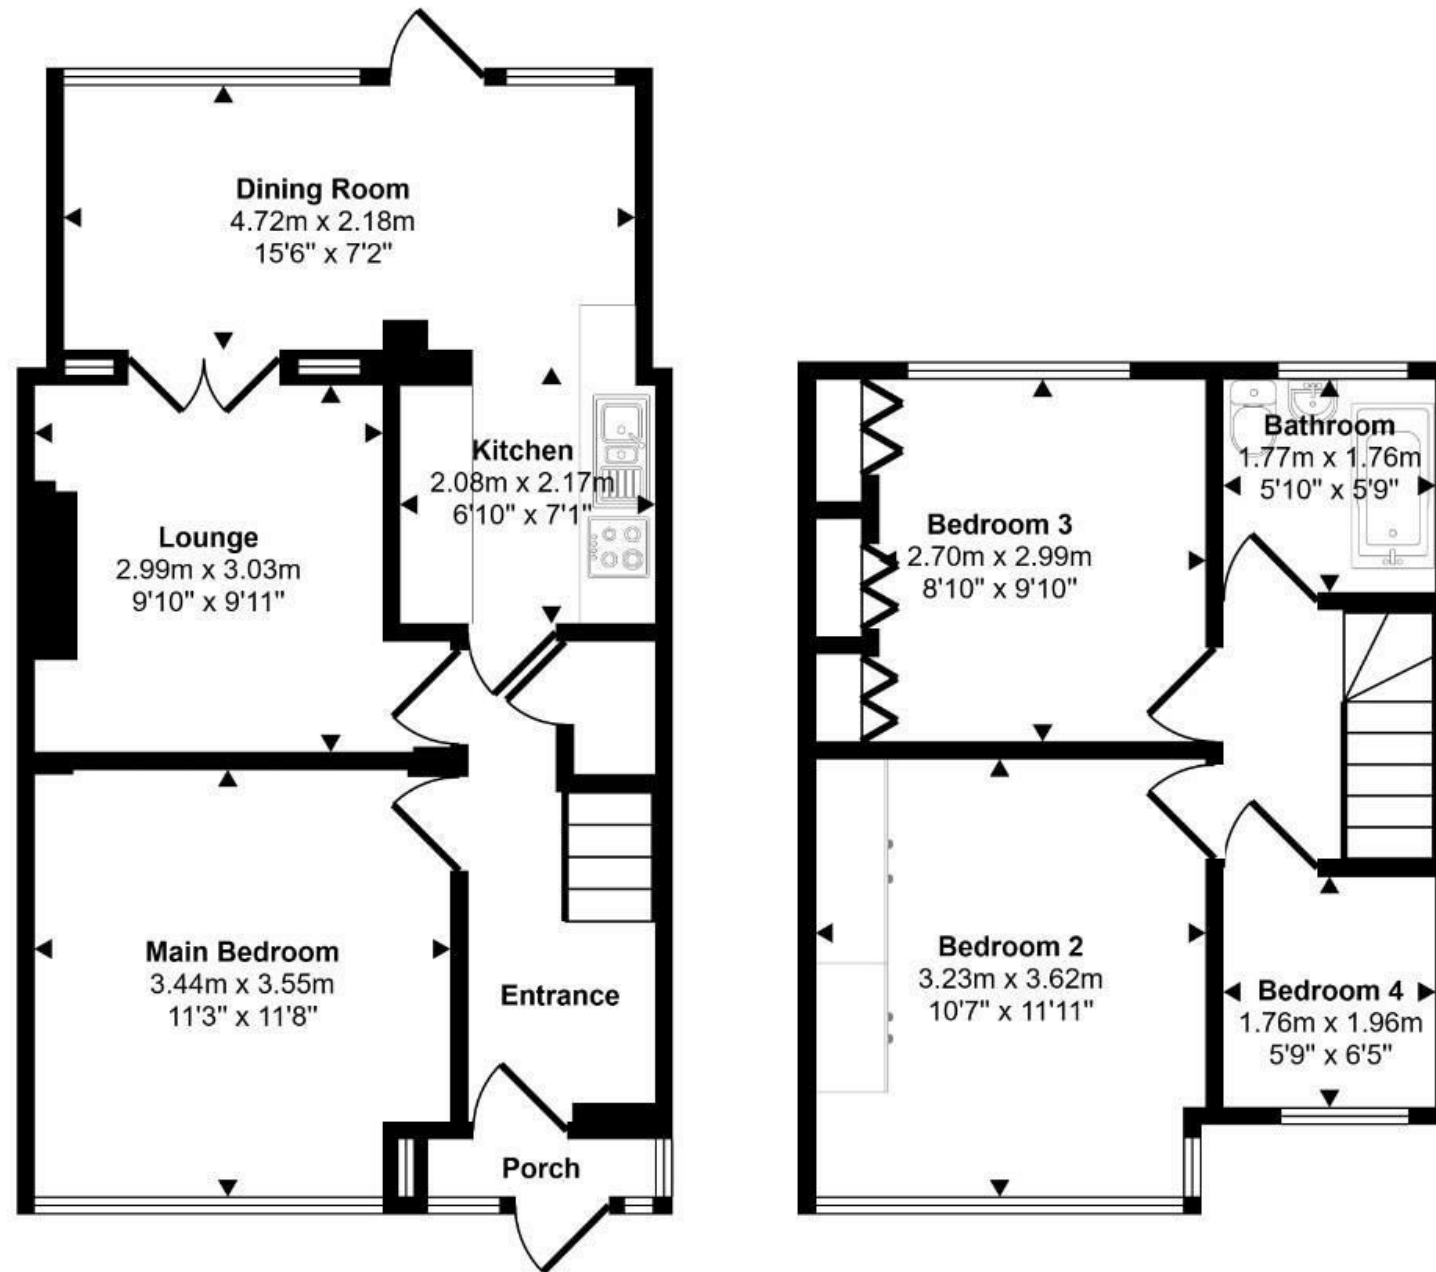 Dining Room
4.72m x 2.18m
15'6" x 7'2"
Kitchen
2.08m x 2.17m
6'10" x 7'1"
Lounge
2.99m x 3.03m
9'10" x 9'11"
Main Bedroom
3.44m x 3.55m
11'3" x 11'8"
Entrance
Porch
Bathroom
1.77m x 1.76m
5'10" x 5'9"
Bedroom 3
2.70m x 2.99m
8'10" x 9'10"
Bedroom 2
3.23m x 3.62m
10'7" x 11'11"
Bedroom 4
1.76m x 1.96m
5'9" x 6'5"